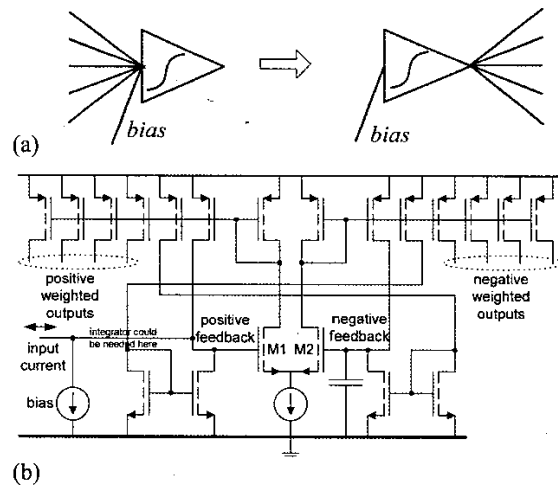 bias
bias
(a)
positive
weighted
outputs
negative
weighted
outputs
positive
feedback
negative
feedback
integrator could
be needed here
input
current
M1 M2
bias
(b)